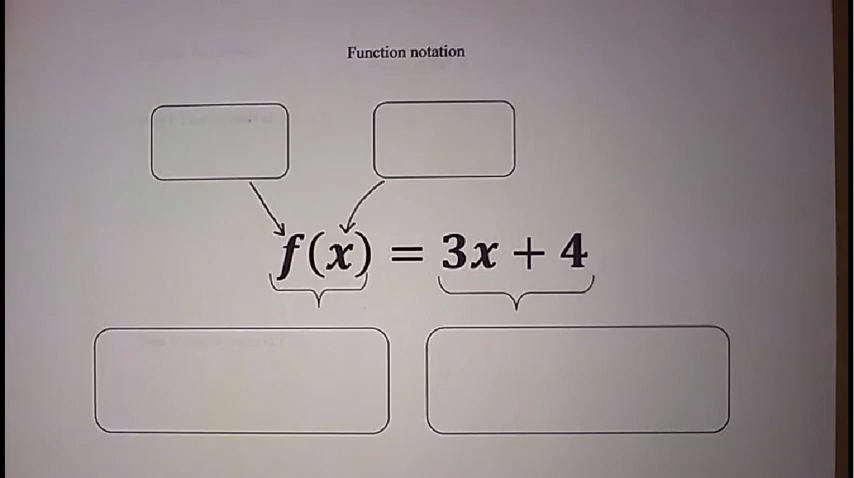 Function notation
f(x) = 3x + 4